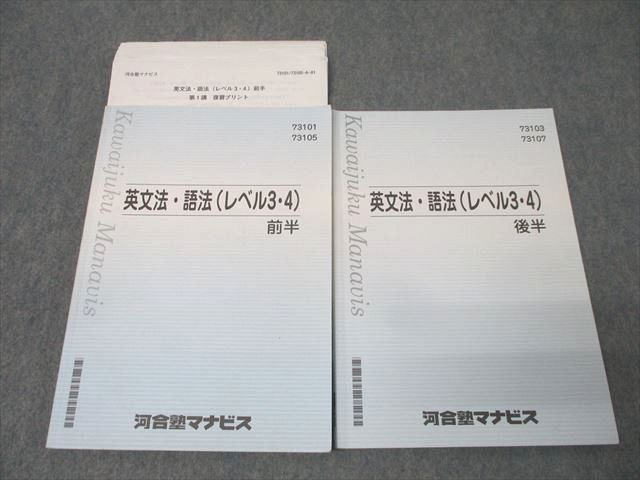 河合塾マナビス
73101/73105-A-01
英文法・語法(レベル3・4)前半
第1講 復習プリント
Kawaijuku Manavis
73101
73105
英文法・語法(レベル3・4)
前半
河合塾マナビス
Kawaijuku Manavis
73103
73107
英文法・語法(レベル3・4)
後半
河合塾マナビス